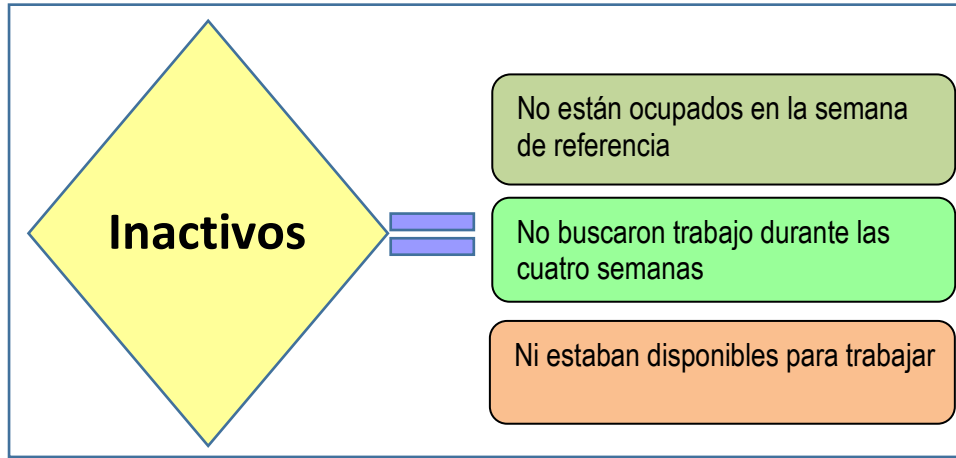 Inactivos
No están ocupados en la semana
de referencia
No buscaron trabajo durante las
cuatro semanas
Ni estaban disponibles para trabajar